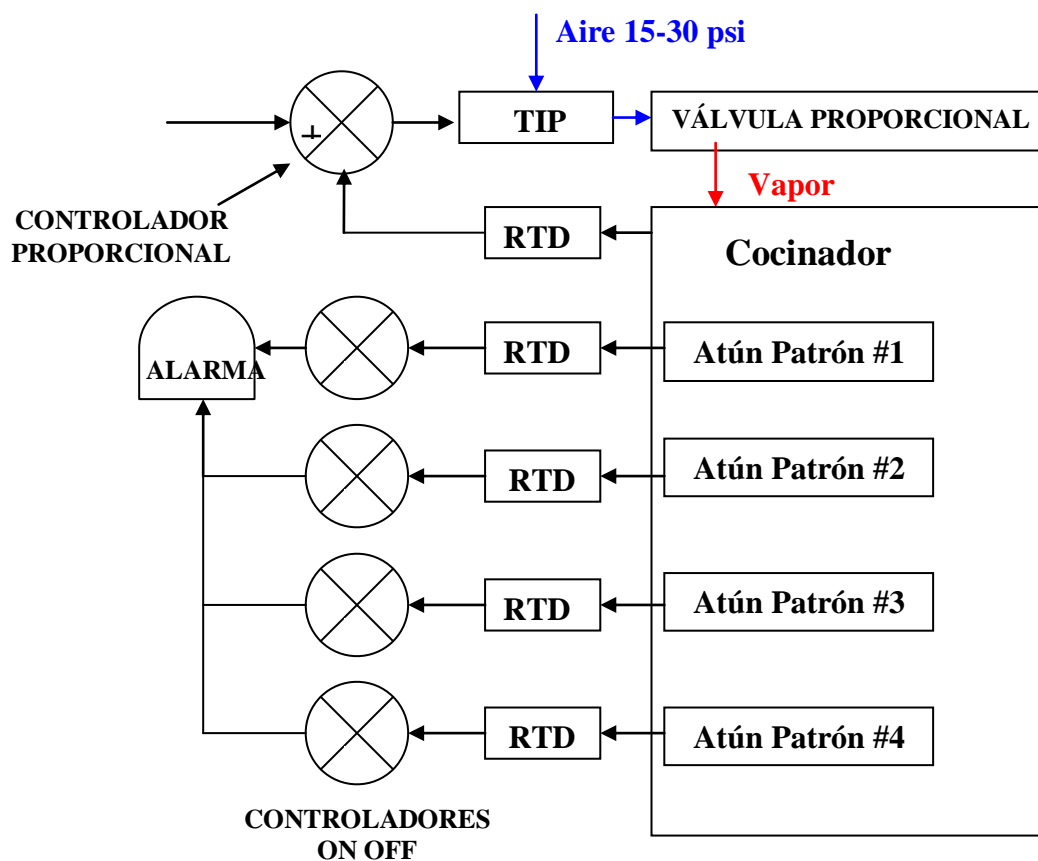 Aire 15-30 psi
+
TIP
VÁLVULA PROPORCIONAL
Vapor
CONTROLADOR
PROPORCIONAL
RTD
Cocinador
ALARMA
RTD
Atún Patrón #1
RTD
Atún Patrón #2
RTD
Atún Patrón #3
RTD
Atún Patrón #4
CONTROLADORES
ON OFF